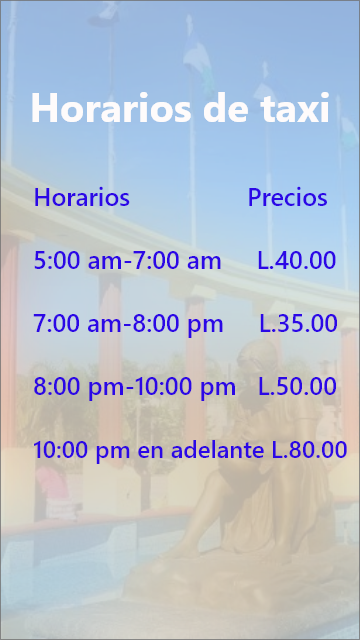 Horarios de taxi
Horarios Precios
5:00 am-7:00 am L.40.00
7:00 am-8:00 pm L.35.00
8:00 pm-10:00 pm L.50.00
10:00 pm en adelante L.80.00